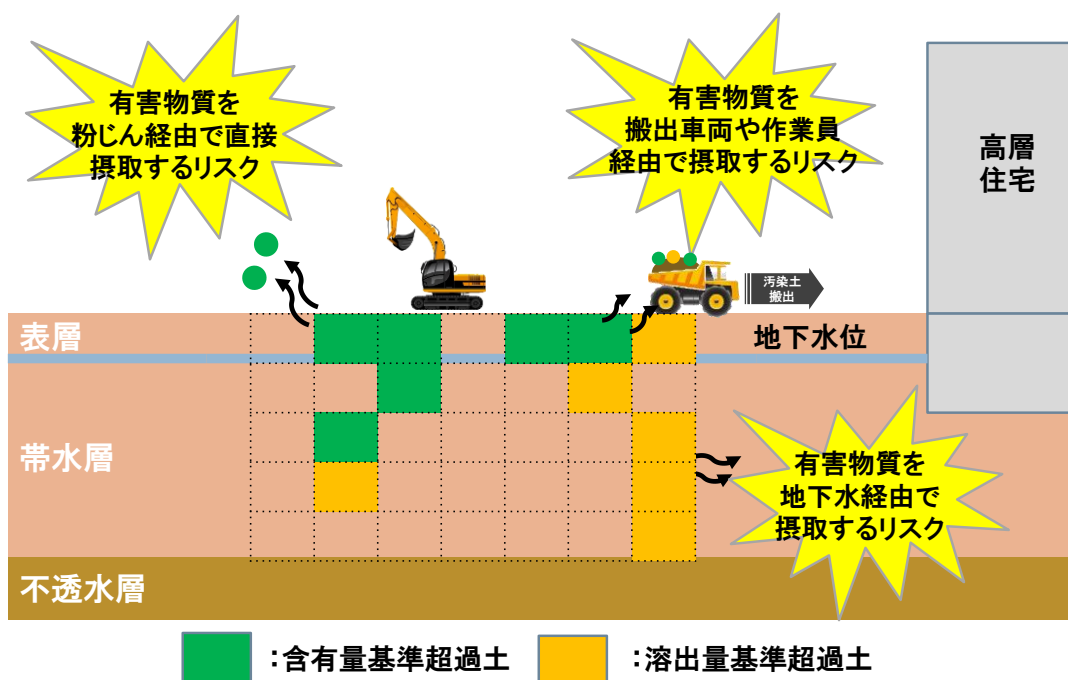 有害物質を
粉じん経由で直接
摂取するリスク
有害物質を
搬出車両や作業員
経由で摂取するリスク
高層
住宅
汚染土
搬出
表層
地下水位
帯水層
有害物質を
地下水経由で
摂取するリスク
不透水層
:含有量基準超過土
:溶出量基準超過土